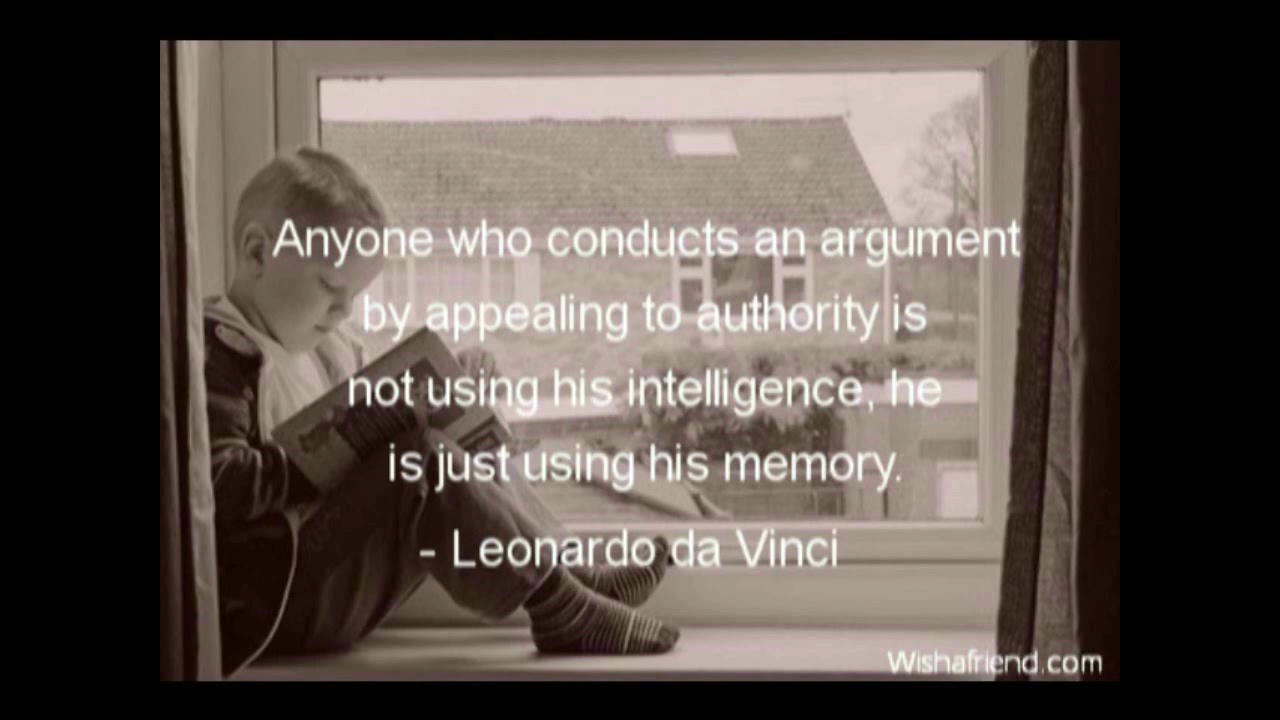 Anyone who conducts an argument
by appealing to authority is
not using his intelligence, he
is just using his memory.
- Leonardo da Vinci
Wishafriend.com